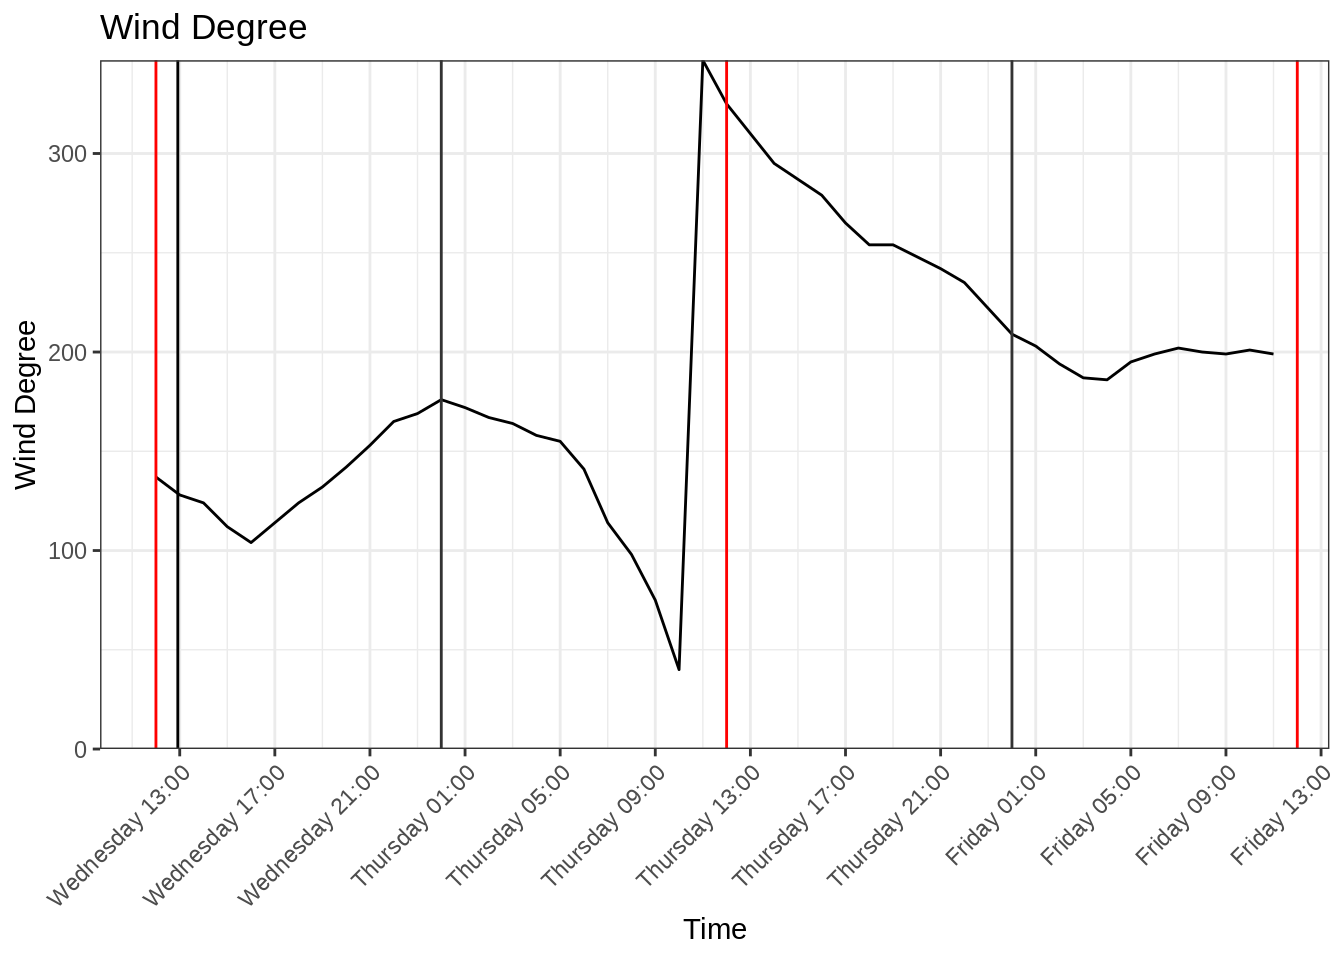 Wind Degree
Wind Degree
300
200
100
0
Wednesday 13:00
Wednesday 17:00
Wednesday 21:00
Thursday 01:00
Thursday 05:00
Thursday 09:00
Thursday 13:00
Thursday 17:00
Thursday 21:00
Friday 01:00
Friday 05:00
Friday 09:00
Friday 13:00
Time